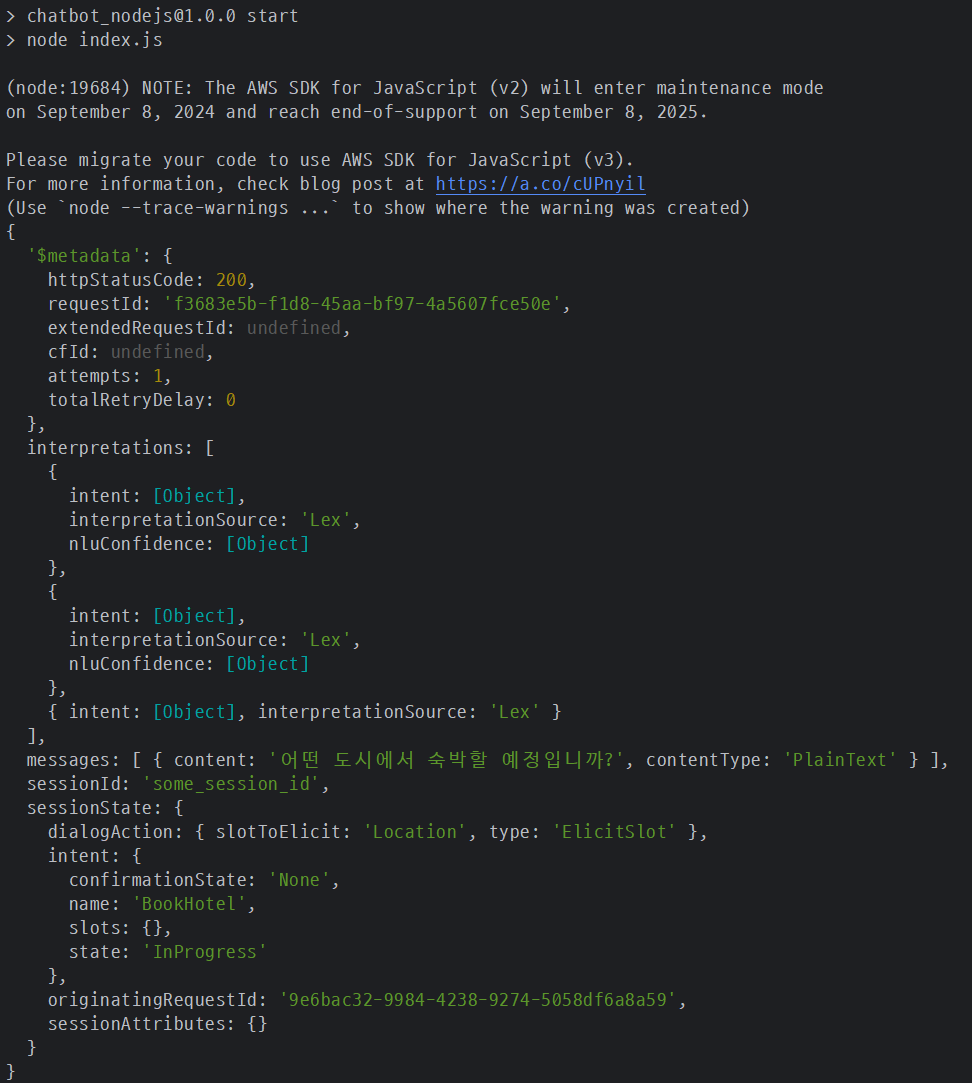 > chatbot_nodejs@1.0.0 start
> node index.js
(node:19684) NOTE: The AWS SDK for JavaScript (v2) will enter maintenance mode
on September 8, 2024 and reach end-of-support on September 8, 2025.
Please migrate your code to use AWS SDK for JavaScript (v3).
For more information, check blog post at https://a.co/cUPnyil
(Use `node --trace-warnings ...` to show where the warning was created)
{
  '$metadata': {
    httpStatusCode: 200,
    requestId: 'f3683e5b-f1d8-45aa-bf97-4a5607fce50e',
    extendedRequestId: undefined,
    cfId: undefined,
    attempts: 1,
    totalRetryDelay: 0
  },
  interpretations: [
    {
      intent: [Object],
      interpretationSource: 'Lex',
      nluConfidence: [Object]
    },
    {
      intent: [Object],
      interpretationSource: 'Lex',
      nluConfidence: [Object]
    },
    { intent: [Object], interpretationSource: 'Lex' }
  ],
  messages: [ { content: '어떤 도시에서 숙박할 예정입니까?', contentType: 'PlainText' } ],
  sessionId: 'some_session_id',
  sessionState: {
    dialogAction: { slotToElicit: 'Location', type: 'ElicitSlot' },
    intent: {
      confirmationState: 'None',
      name: 'BookHotel',
      slots: {},
      state: 'InProgress'
    },
    originatingRequestId: '9e6bac32-9984-4238-9274-5058df6a8a59',
    sessionAttributes: {}
  }
}